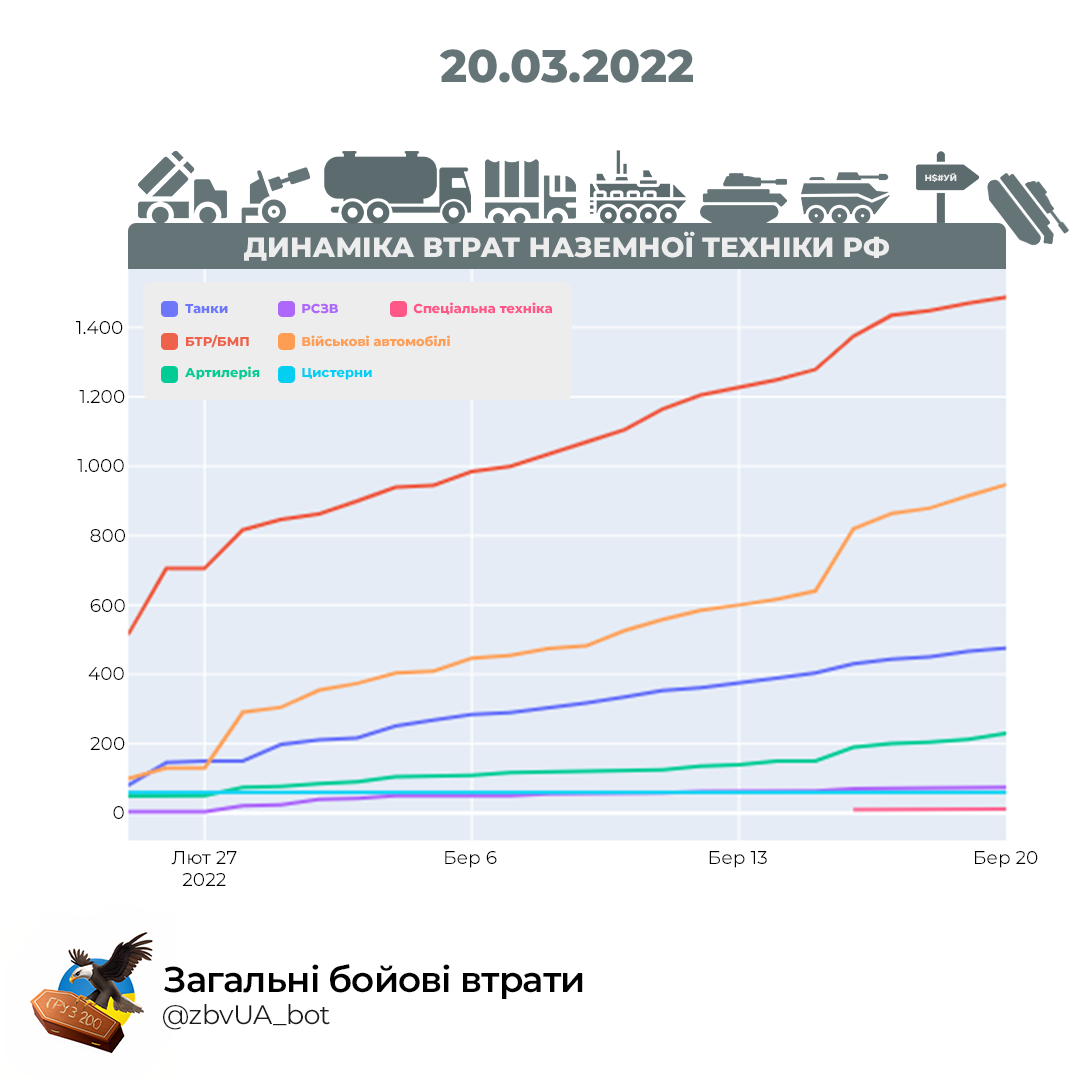 20.03.2022
H$#УЙ
ДИНАМІКА ВТРАТ НАЗЕМНОЇ ТЕХНІКИ РФ
Танки
РСЗВ
Спеціальна техніка
БТР/БМП
Військові автомобілі
Артилерія
Цистерни
1.400
1.200
1.000
800
600
400
200
0
Лют 27
2022
Бер 6
Бер 13
Бер 20
ГРУЗ 200
Загальні бойові втрати
@zbvUA_bot